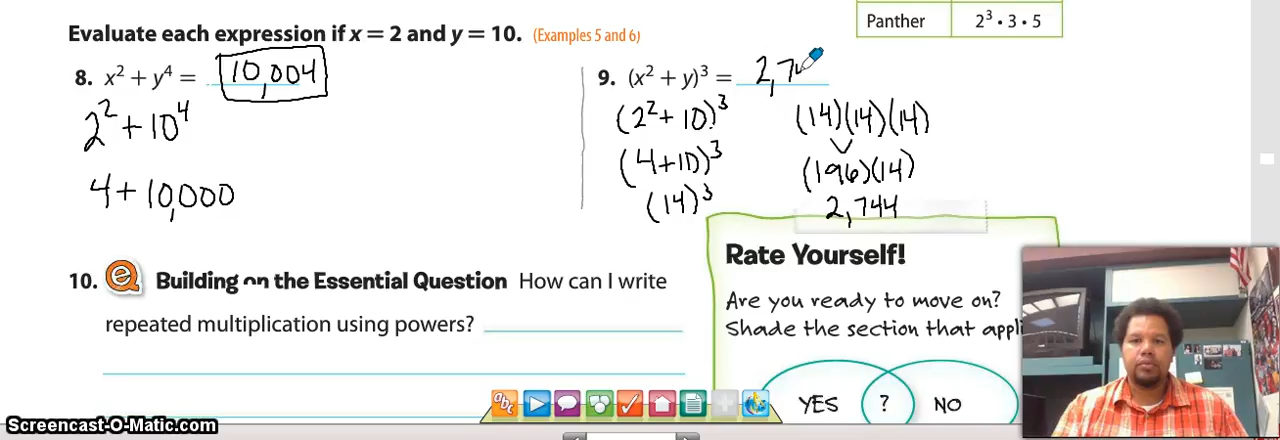 Panther 2³ • 3 • 5
Evaluate each expression if x = 2 and y = 10. (Examples 5 and 6)
8. x² + y⁴ = 10,004
2² + 10⁴
4 + 10,000
9. (x² + y)³ = 2,74
(2² + 10)³ (14)(14)(14)
(4+10)³ (196)(14)
(14)³ 2,744
10. e Building on the Essential Question How can I write
repeated multiplication using powers?
Rate Yourself!
Are you ready to move on?
Shade the section that appli
YES ? NO
abc
Screencast-O-Matic.com